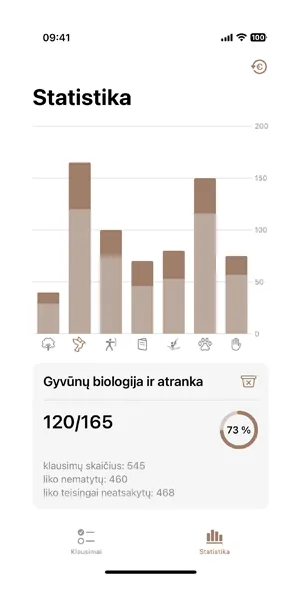 09:41
100
€
Statistika
200
150
100
50
0
Gyvūnų biologija ir atranka
120/165
73 %
klausimų skaičius: 545
liko nematytų: 460
liko teisingai neatsakytų: 468
Klausimai
Statistika